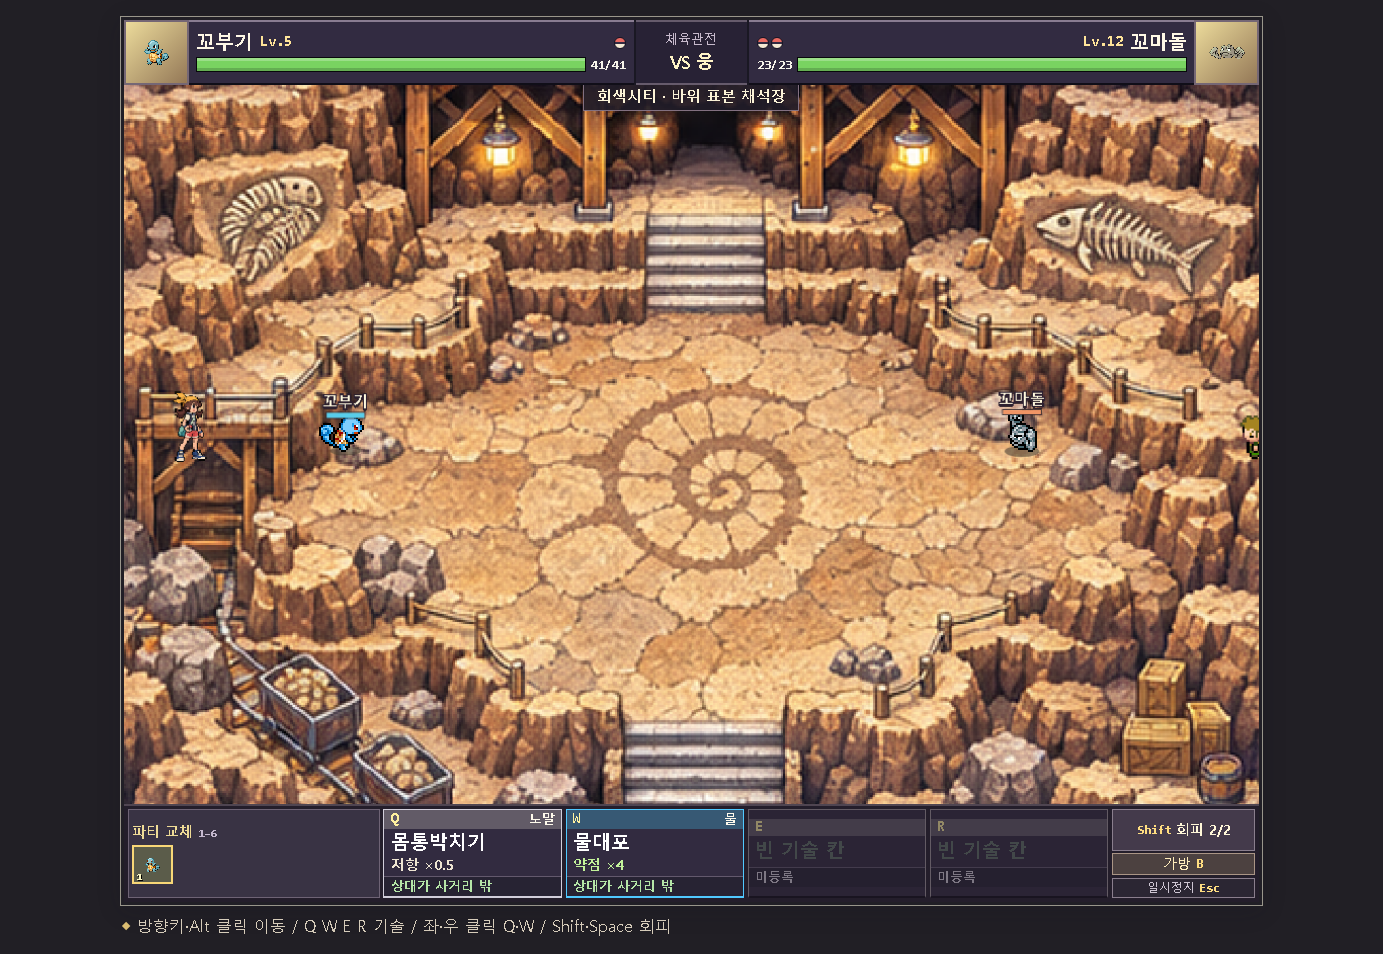 꼬부기 Lv.5
41/41
체육관전
VS 웅
23/23
Lv.12 꼬마돌
회색시티 · 바위 표본 채석장
꼬부기
꼬마돌
파티 교체 1-6
1
Q 노말
몸통박치기
저항 ×0.5
상대가 사거리 밖
W 물
물대포
약점 ×4
상대가 사거리 밖
E
빈 기술 칸
미등록
R
빈 기술 칸
미등록
Shift 회피 2/2
가방 B
일시정지 Esc
◆ 방향키·Alt 클릭 이동 / Q W E R 기술 / 좌·우 클릭 Q·W / Shift·Space 회피